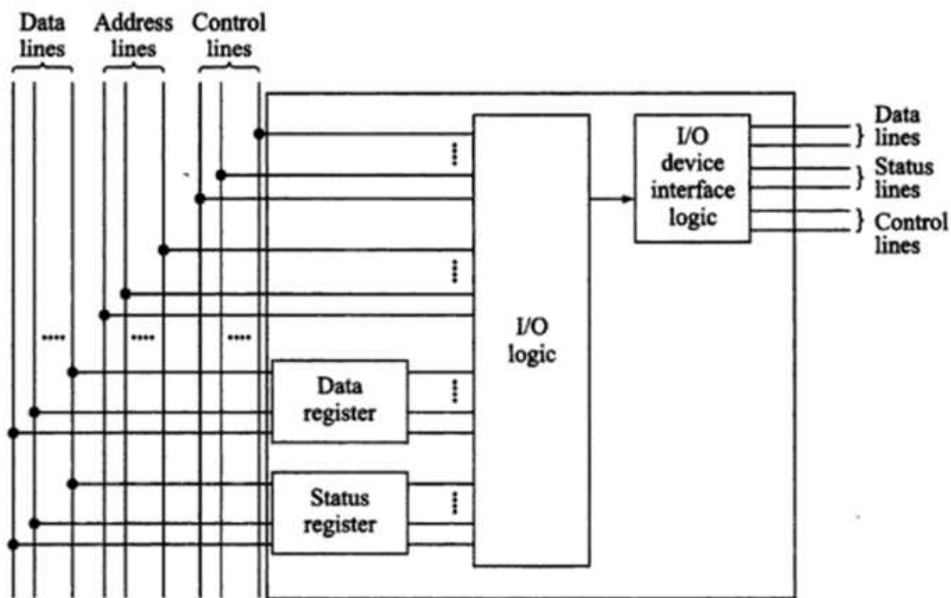 Data Address Control
lines lines lines
I/O
device
interface
logic
Data
lines
Status
lines
Control
lines
I/O
logic
Data
register
Status
register